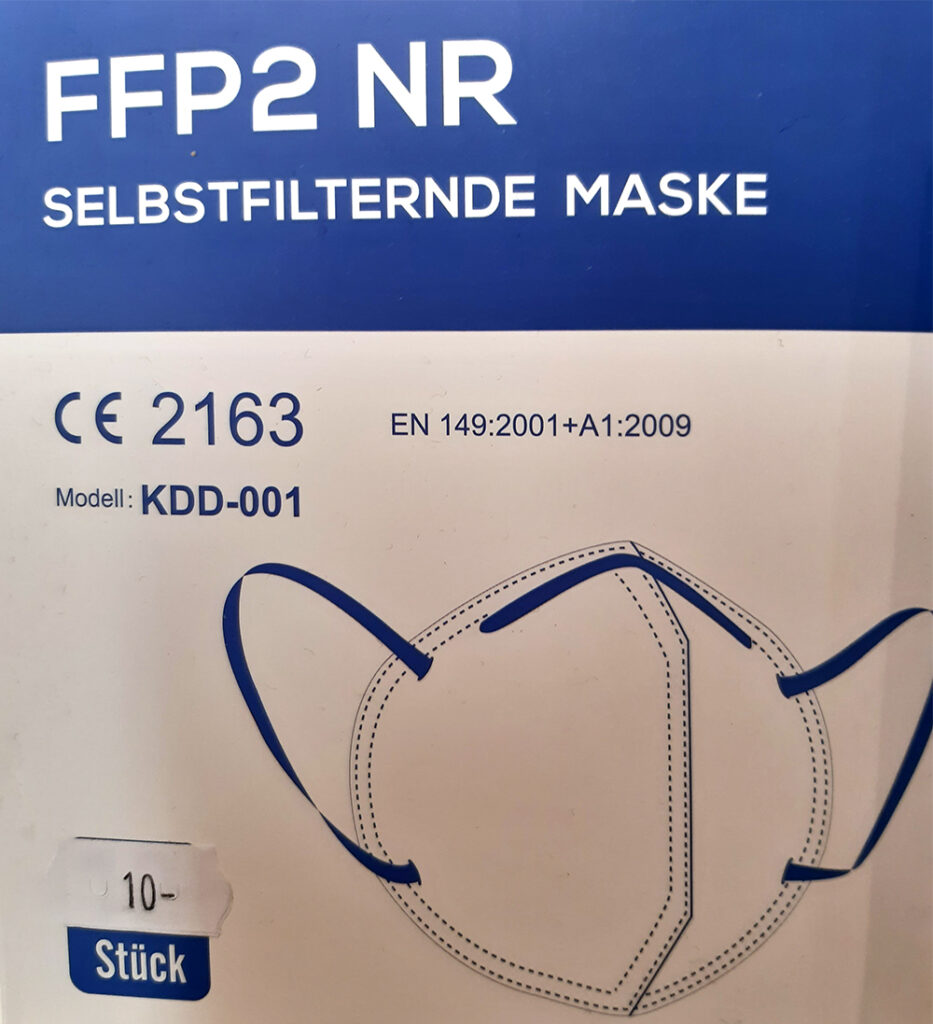 FFP2 NR
SELBSTFILTERNDE MASKE
CE 2163 EN 149:2001+A1:2009
Modell: KDD-001
10-
Stück